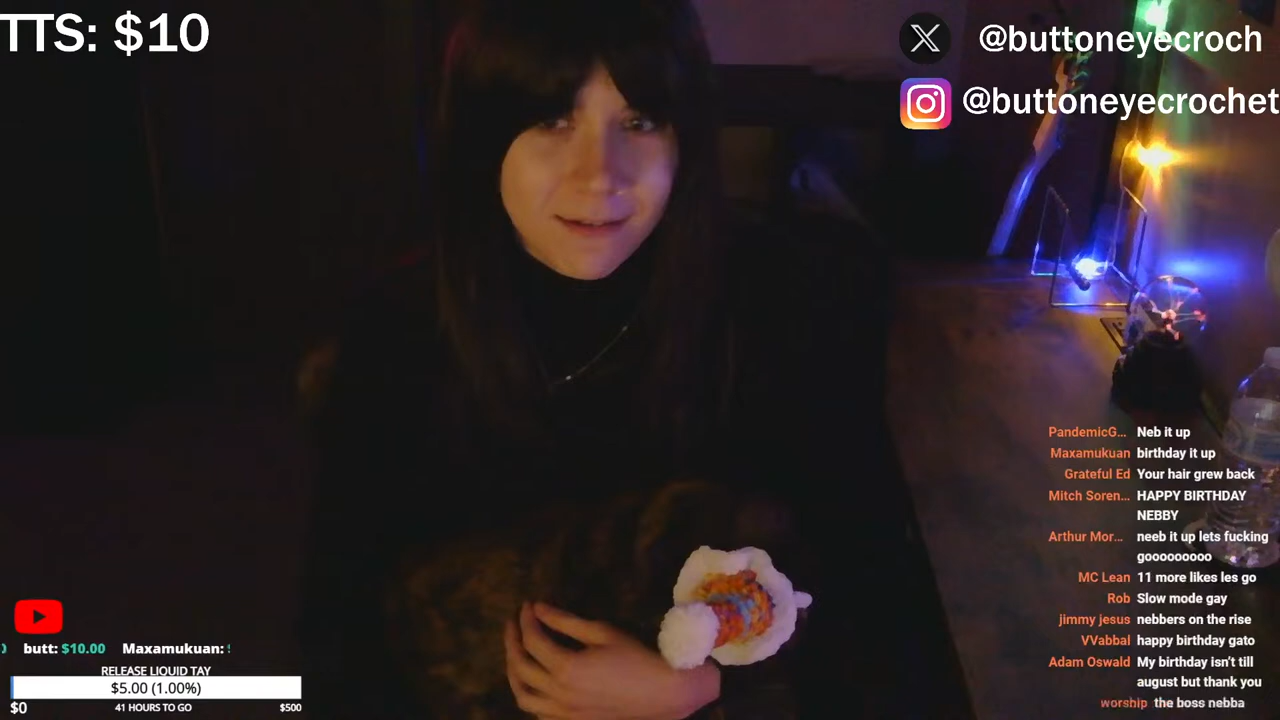 TTS: $10
@buttoneyecroch
@buttoneyecrochet
PandemicG... Neb it up
Maxamukuan birthday it up
Grateful Ed Your hair grew back
Mitch Soren... HAPPY BIRTHDAY
NEBBY
Arthur Mor... neeb it up lets fucking
gooooooooo
MC Lean 11 more likes les go
Rob Slow mode gay
jimmy jesus nebbers on the rise
VVabbal happy birthday gato
Adam Oswald My birthday isn't till
august but thank you
worship the boss nebba
butt: $10.00 Maxamukuan:
RELEASE LIQUID TAY
$5.00 (1.00%)
$0 41 HOURS TO GO $500